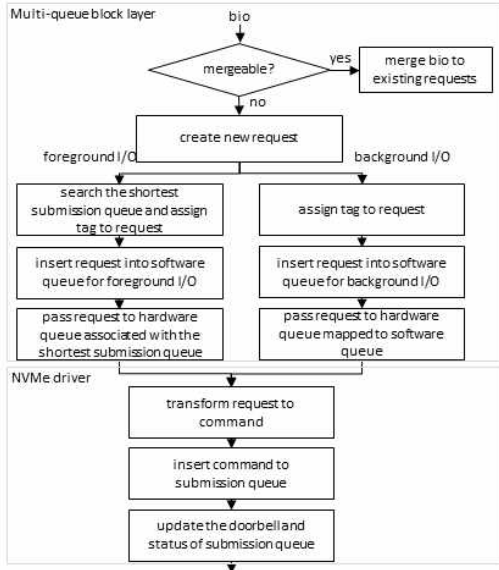 Multi-queue block layer
bio
mergeable?
yes
merge bio to
existing requests
no
create new request
foreground I/O
background I/O
search the shortest
submission queue and assign
tag to request
assign tag to request
insert request into software
queue for foreground I/O
insert request into software
queue for background I/O
pass request to hardware
queue associated with the
shortest submission queue
pass request to hardware
queue mapped to software
queue
NVMe driver
transform request to
command
insert command to
submission queue
update the doorbell and
status of submission queue